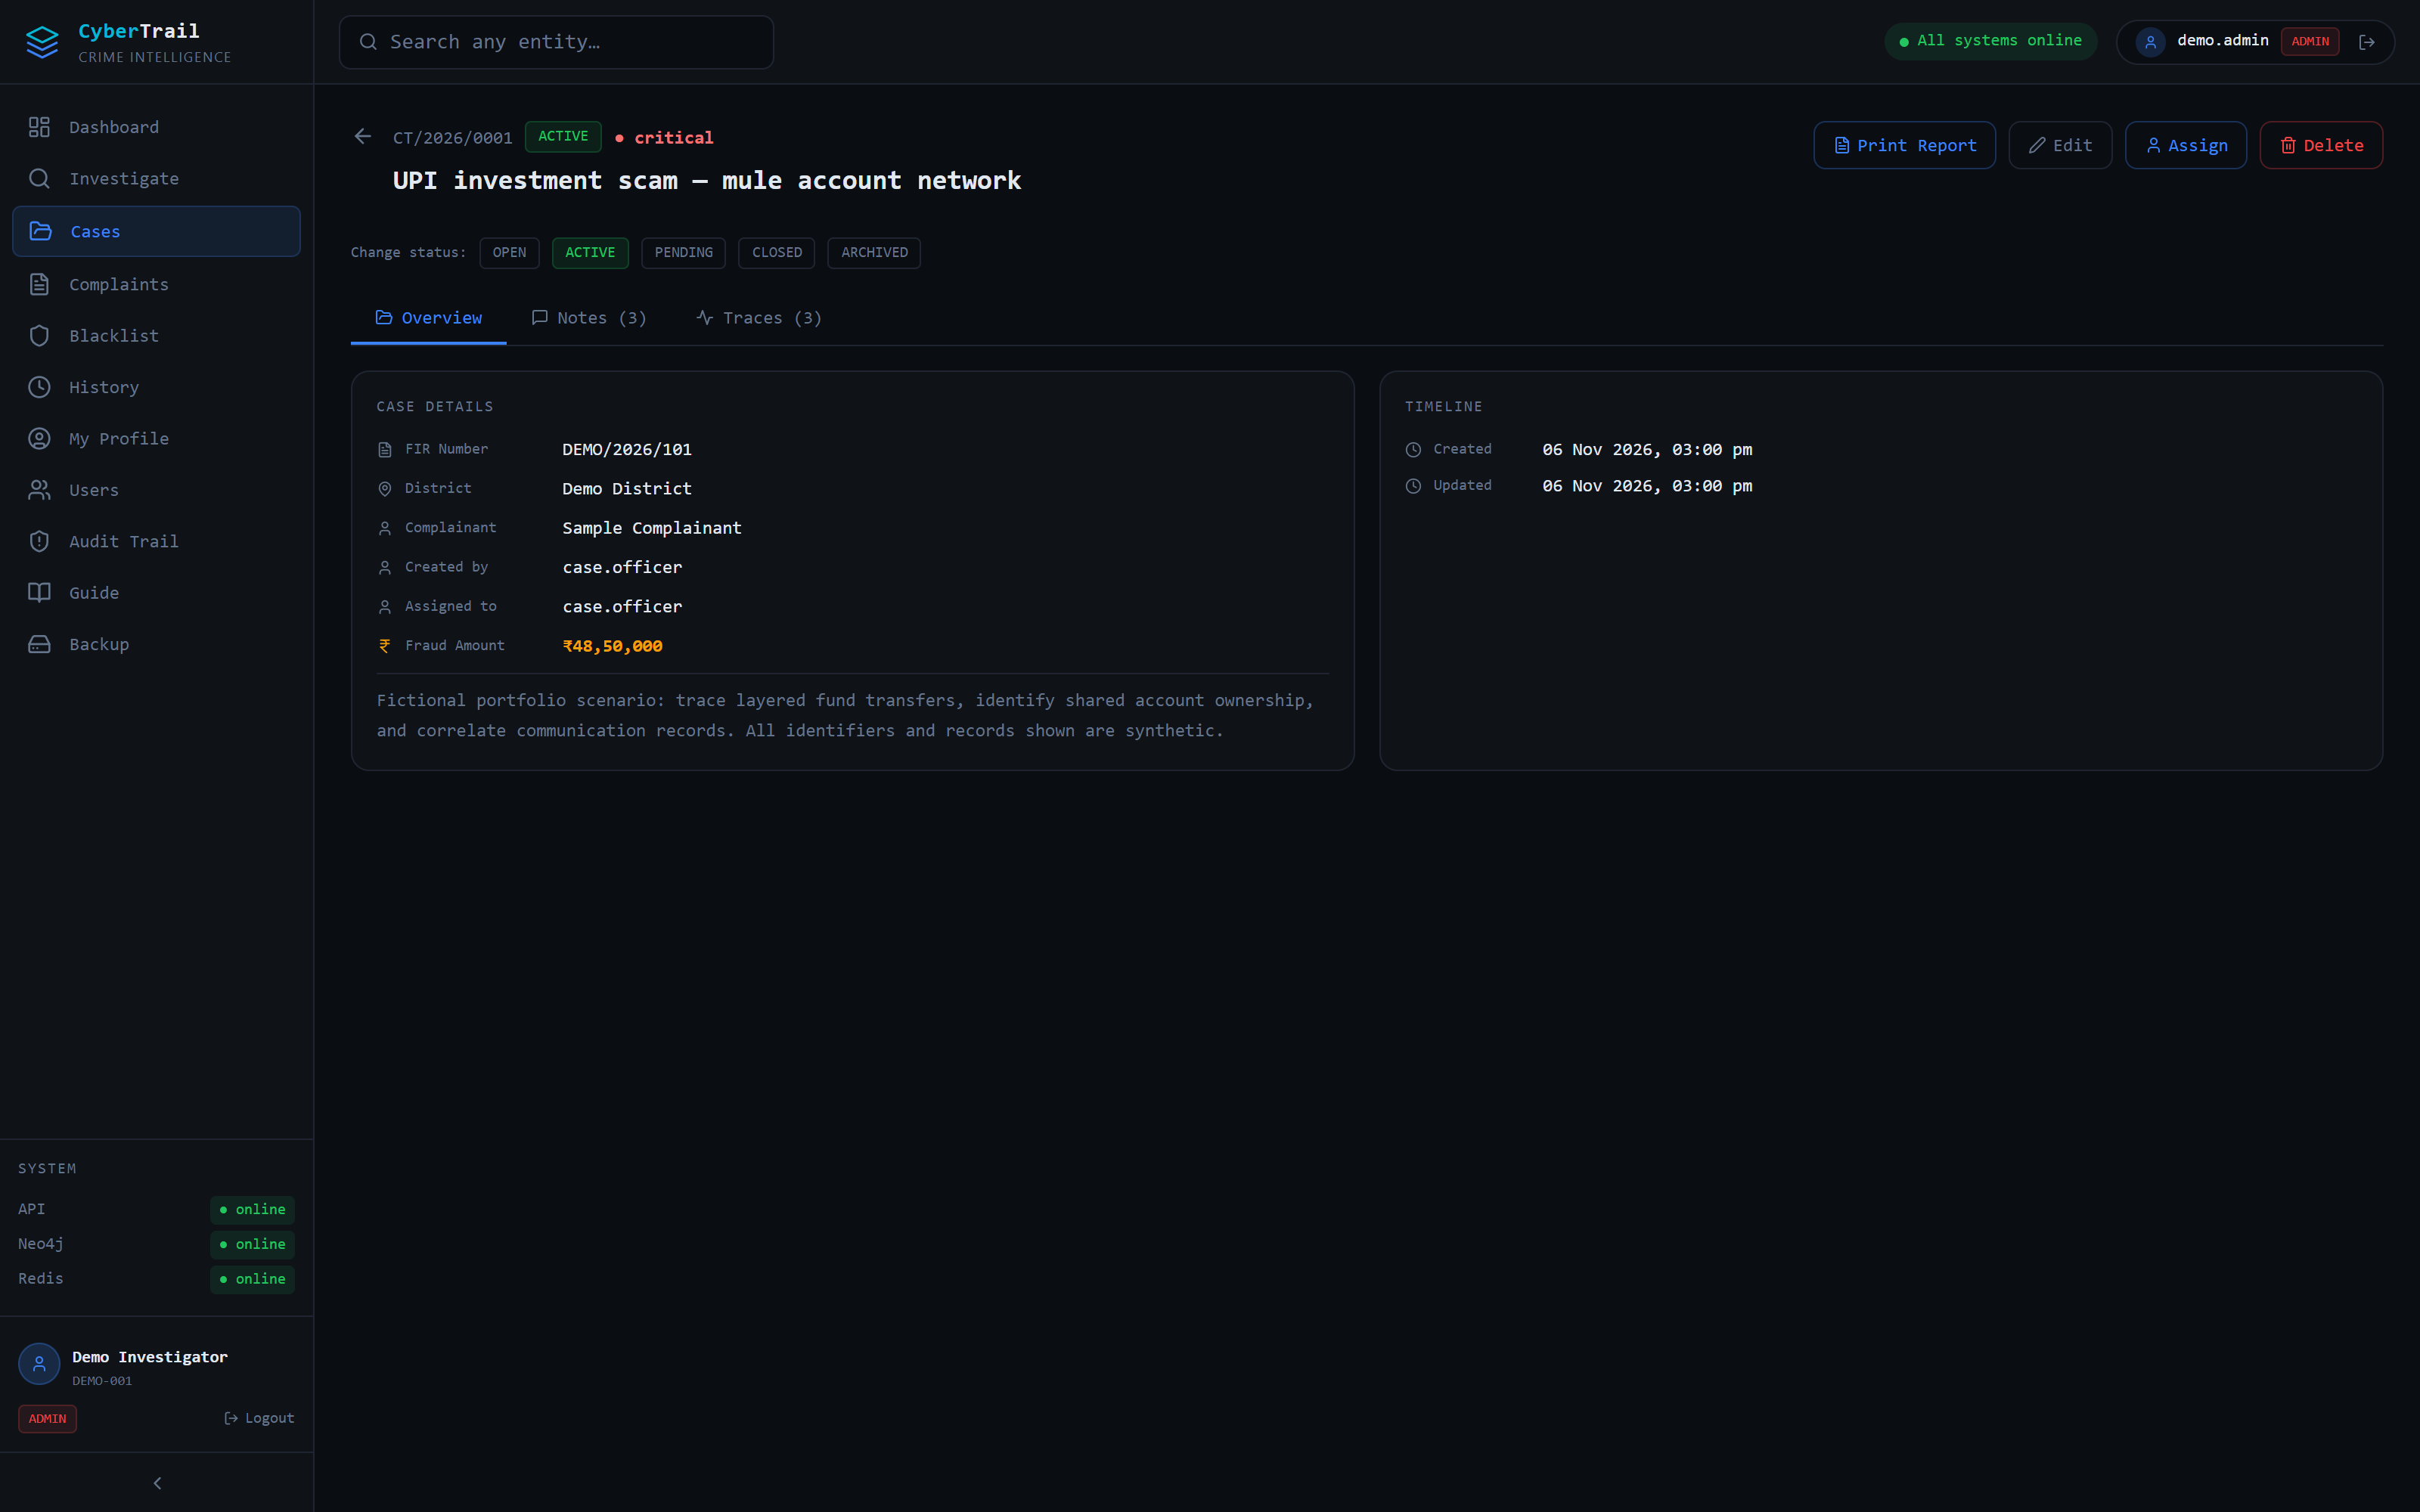 CyberTrail
CRIME INTELLIGENCE
Search any entity…
All systems online
demo.admin
ADMIN
Dashboard
Investigate
Cases
Complaints
Blacklist
History
My Profile
Users
Audit Trail
Guide
Backup
SYSTEM
API online
Neo4j online
Redis online
Demo Investigator
DEMO-001
ADMIN
Logout
CT/2026/0001 ACTIVE critical
UPI investment scam — mule account network
Print Report
Edit
Assign
Delete
Change status: OPEN ACTIVE PENDING CLOSED ARCHIVED
Overview Notes (3) Traces (3)
CASE DETAILS
FIR Number DEMO/2026/101
District Demo District
Complainant Sample Complainant
Created by case.officer
Assigned to case.officer
₹ Fraud Amount ₹48,50,000
Fictional portfolio scenario: trace layered fund transfers, identify shared account ownership,
and correlate communication records. All identifiers and records shown are synthetic.
TIMELINE
Created 06 Nov 2026, 03:00 pm
Updated 06 Nov 2026, 03:00 pm